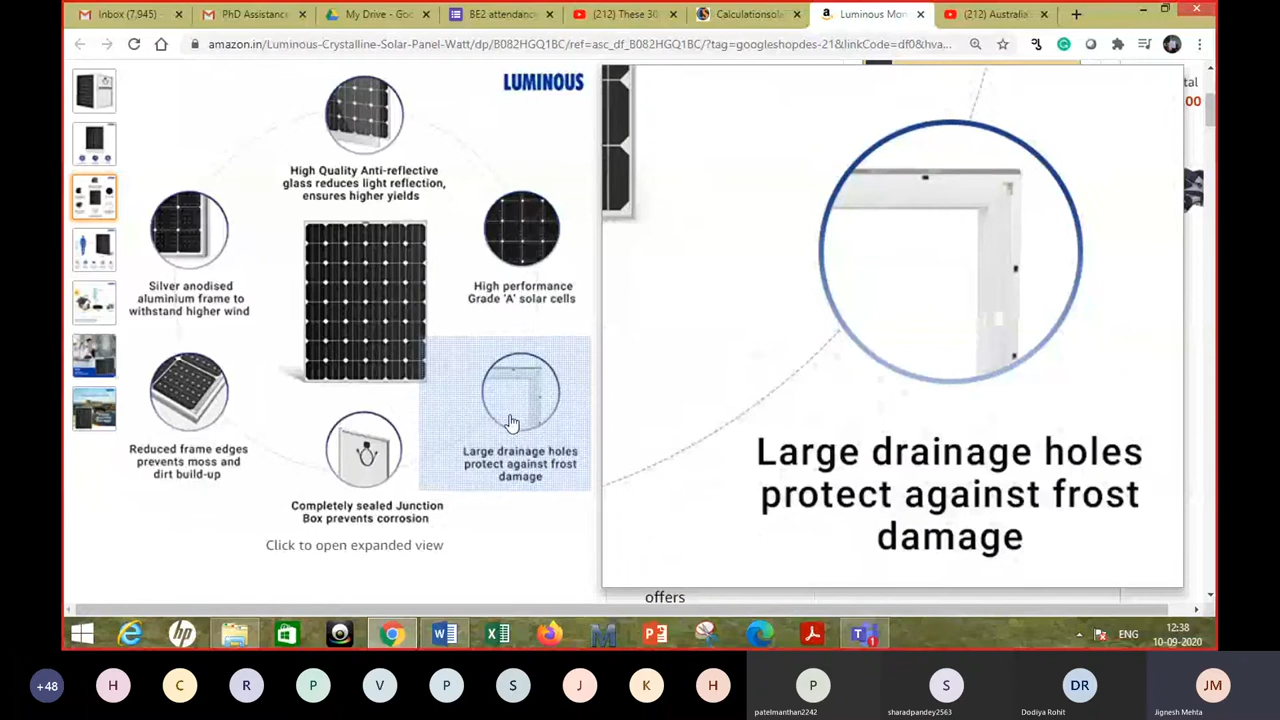 Inbox (7,945)
PhD Assistance
My Drive - Goo
BE2 attendance
(212) These 30
Calculationsola
Luminous Mon
(212) Australia
amazon.in/Luminous-Crystalline-Solar-Panel-Watt/dp/B082HGQ1BC/ref=asc_df_B082HGQ1BC/?tag=googleshopdes-21&linkCode=df0&hva...
LUMINOUS
tal
00
High Quality Anti-reflective
glass reduces light reflection,
ensures higher yields
Silver anodised
aluminium frame to
withstand higher wind
High performance
Grade 'A' solar cells
Reduced frame edges
prevents moss and
dirt build-up
Large drainage holes
protect against frost
damage
Completely sealed Junction
Box prevents corrosion
Click to open expanded view
Large drainage holes
protect against frost
damage
offers
ENG
12:38
10-09-2020
+48
H
C
R
P
V
P
S
J
K
H
P
patelmanthan2242
S
sharadpandey2563
DR
Dodiya Rohit
JM
Jignesh Mehta